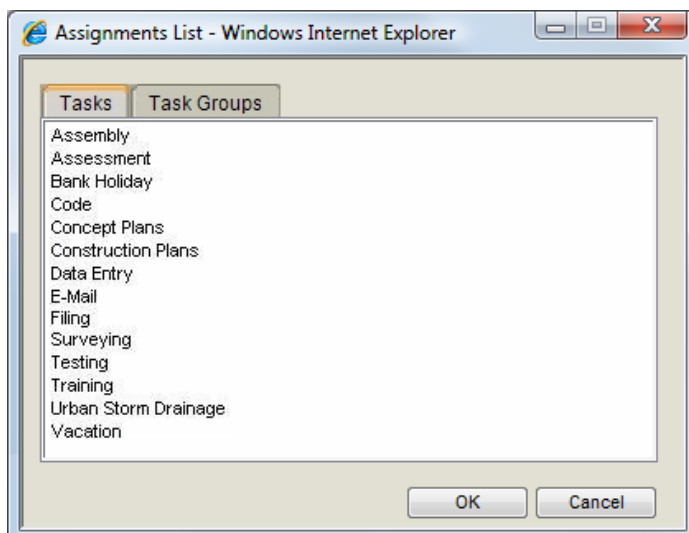 Assignments List - Windows Internet Explorer
Tasks Task Groups
Assembly
Assessment
Bank Holiday
Code
Concept Plans
Construction Plans
Data Entry
E-Mail
Filing
Surveying
Testing
Training
Urban Storm Drainage
Vacation
OK Cancel